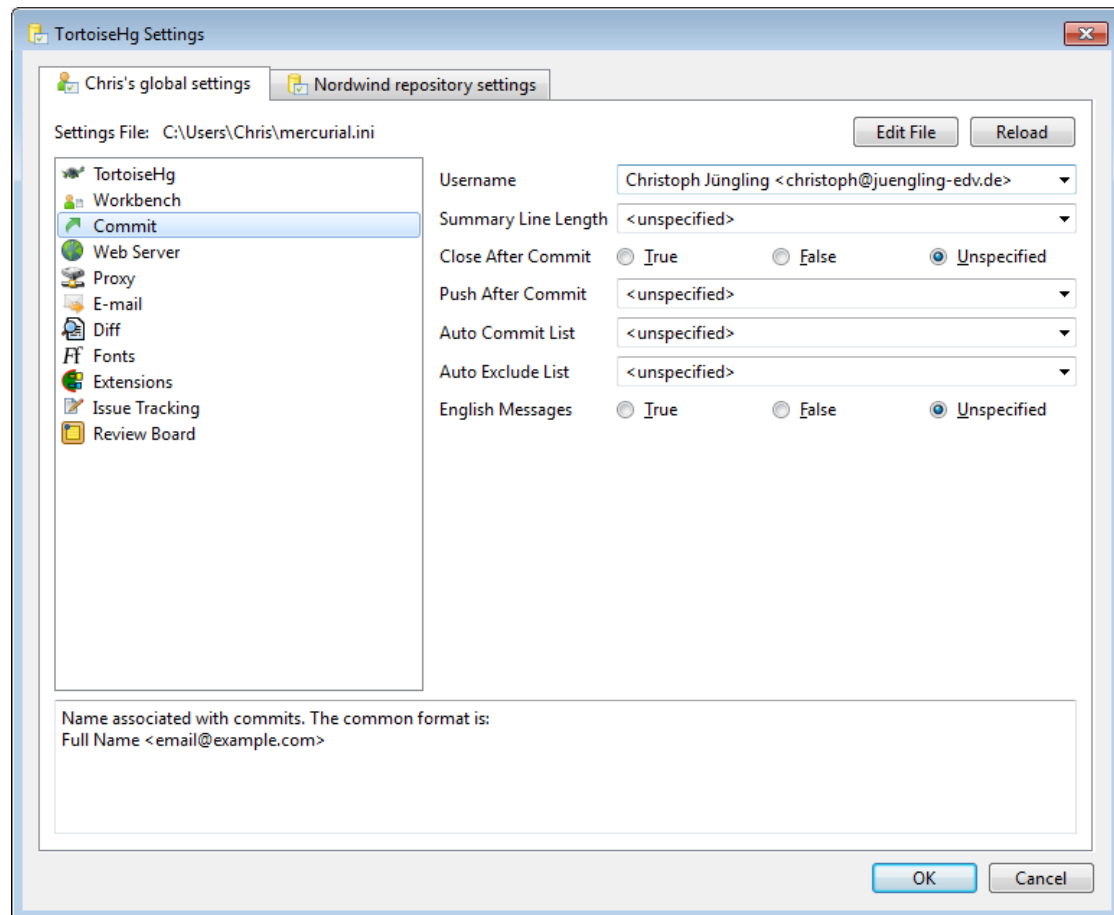 TortoiseHg Settings
Chris's global settings
Nordwind repository settings
Settings File: C:\Users\Chris\mercurial.ini
Edit File
Reload
TortoiseHg
Workbench
Commit
Web Server
Proxy
E-mail
Diff
Fonts
Extensions
Issue Tracking
Review Board
Username Christoph Jüngling <christoph@juengling-edv.de>
Summary Line Length <unspecified>
Close After Commit True False Unspecified
Push After Commit <unspecified>
Auto Commit List <unspecified>
Auto Exclude List <unspecified>
English Messages True False Unspecified
Name associated with commits. The common format is:
Full Name <email@example.com>
OK
Cancel